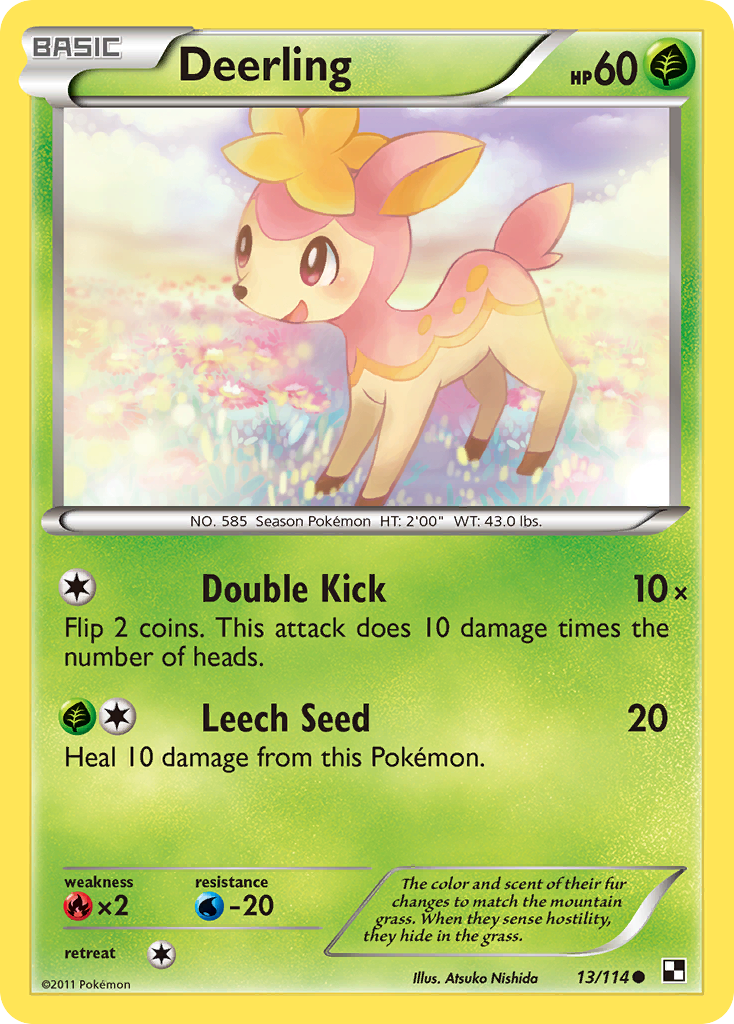 BASIC
Deerling
HP60
NO. 585 Season Pokémon HT: 2'00" WT: 43.0 lbs.
Double Kick 10×
Flip 2 coins. This attack does 10 damage times the
number of heads.
Leech Seed 20
Heal 10 damage from this Pokémon.
weakness
×2
resistance
-20
retreat
The color and scent of their fur
changes to match the mountain
grass. When they sense hostility,
they hide in the grass.
©2011 Pokémon
Illus. Atsuko Nishida
13/114